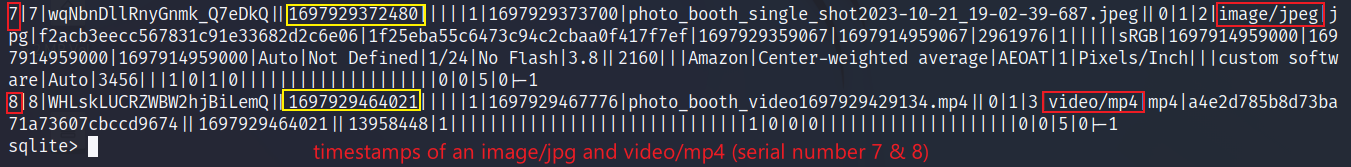 7|7|wqNbnDllRnyGnmk_Q7eDkQ||1697929372480|||||1|1697929373700|photo_booth_single_shot2023-10-21_19-02-39-687.jpeg||0|1|2|image/jpeg|j
pg|f2acb3eecc567831c91e33682d2c6e06|1f25eba55c6473c94c2cbaa0f417f7ef|1697929359067|1697914959067|2961976|1|||||sRGB|1697914959000|169
7914959000|1697914959000|Auto|Not Defined|1/24|No Flash|3.8||2160|||Amazon|Center-weighted average|AEOAT|1|Pixels/Inch|||custom softw
are|Auto|3456|||1|0|1|0||||||||||||||||||||0|0|5|0|-1
8|8|WHLskLUCRZWBW2hjBiLemQ||1697929464021|||||1|1697929467776|photo_booth_video1697929429134.mp4||0|1|3|video/mp4|mp4|a4e2d785b8d73ba
71a73607cbccd9674||1697929464021||13958448|1||||||||||||||||||||||||||||1|0|0|0||||||||||||||||||||0|0|5|0|-1
sqlite>
timestamps of an image/jpg and video/mp4 (serial number 7 & 8)